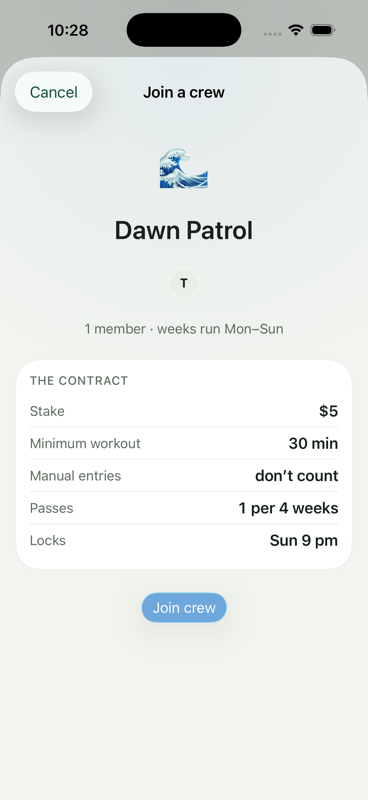 10:28
Cancel
Join a crew
Dawn Patrol
T
1 member · weeks run Mon–Sun
THE CONTRACT
Stake $5
Minimum workout 30 min
Manual entries don’t count
Passes 1 per 4 weeks
Locks Sun 9 pm
Join crew